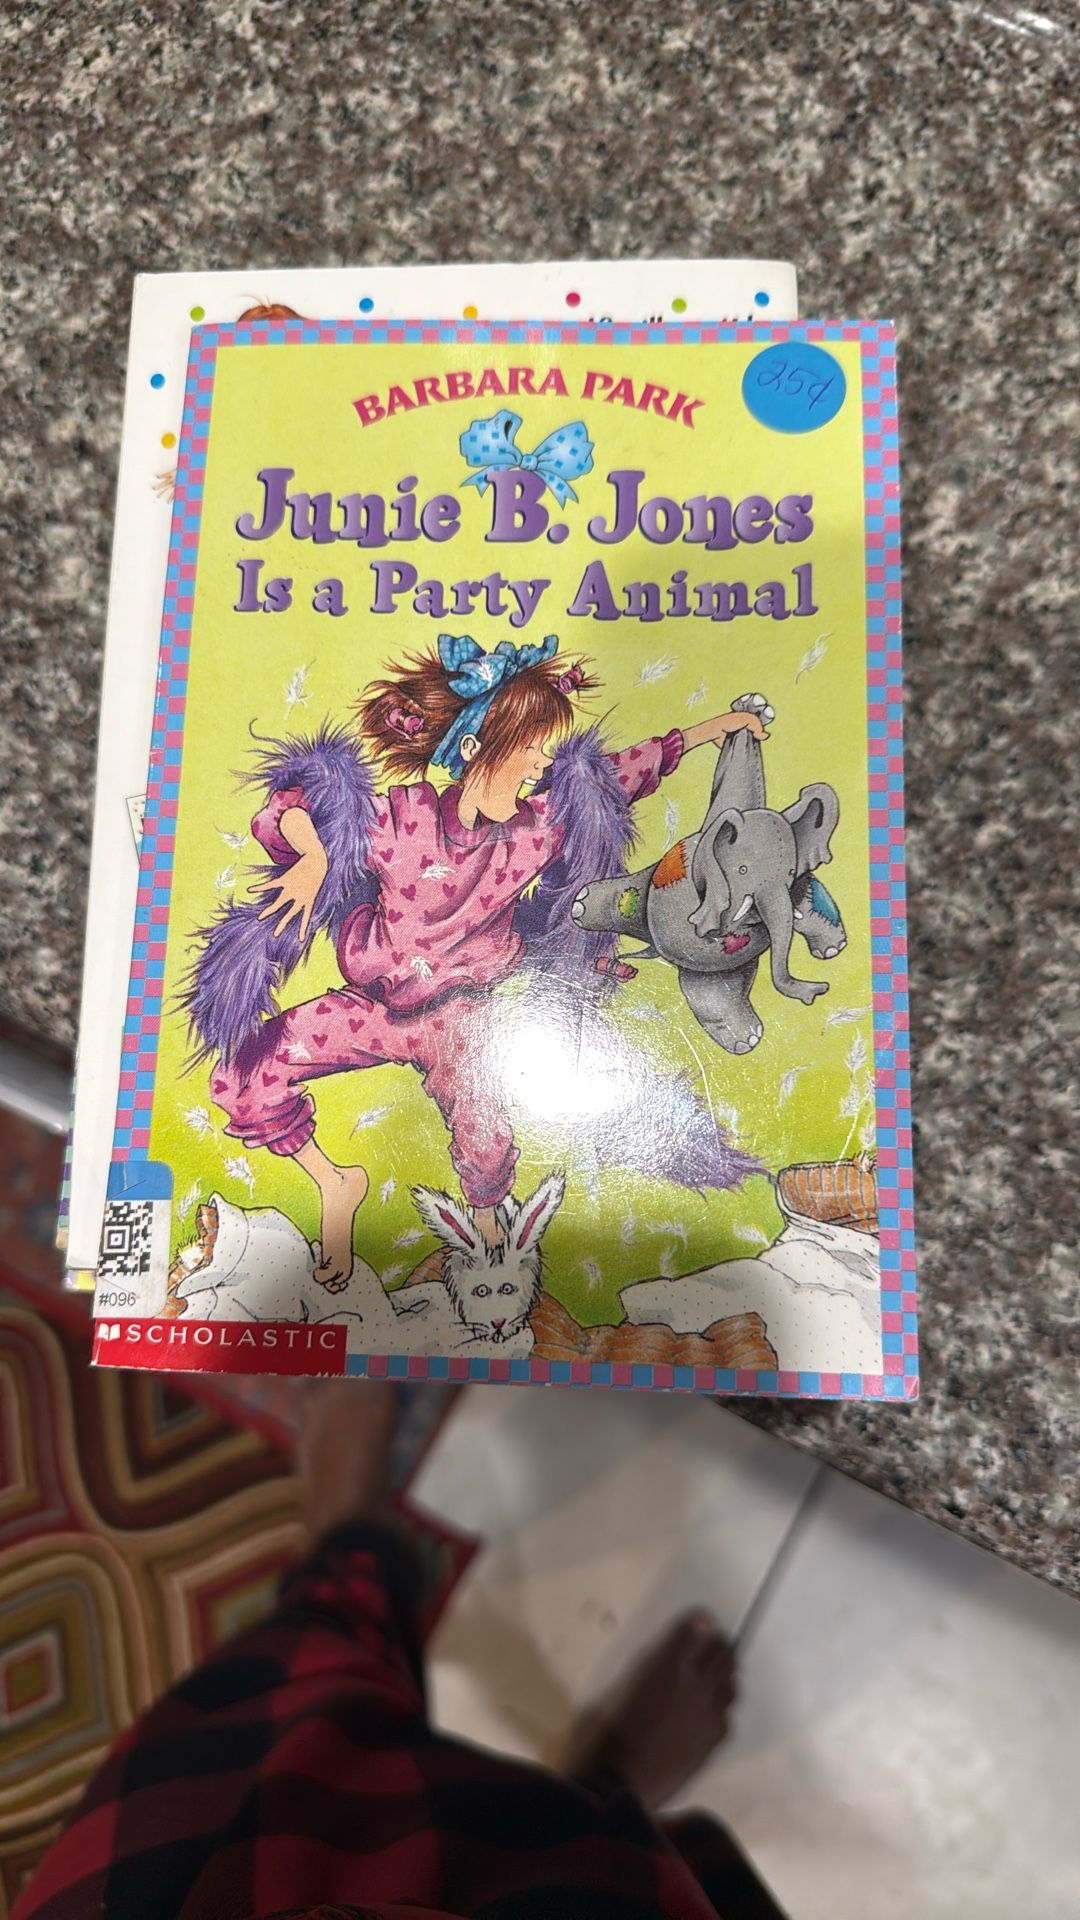 BARBARA PARK
25¢
Junie B. Jones
Is a Party Animal
#096
SCHOLASTIC